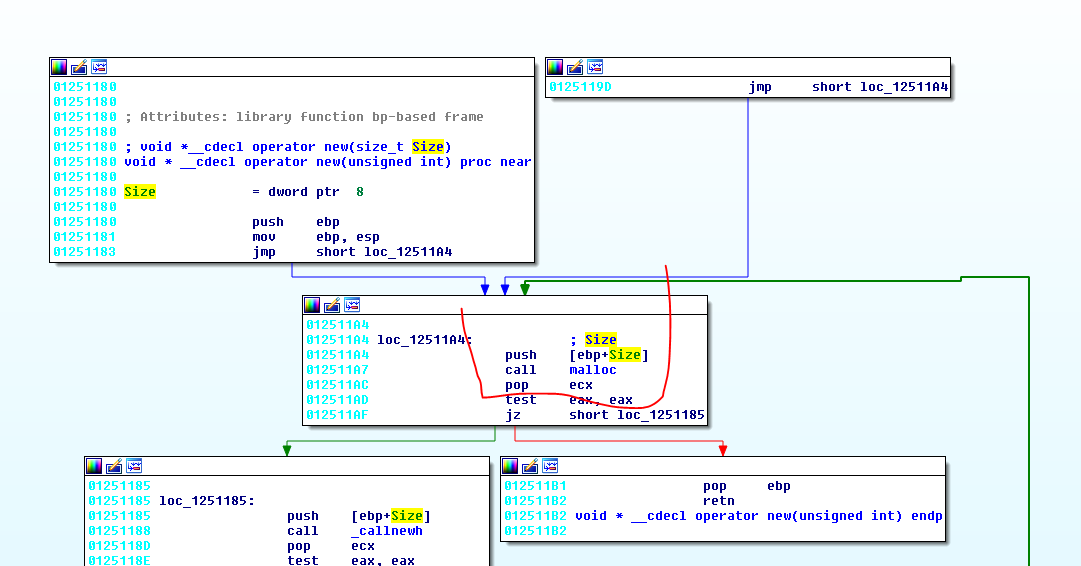 01251180
01251180
01251180 ; Attributes: library function bp-based frame
01251180
01251180 ; void *__cdecl operator new(size_t Size)
01251180 void * __cdecl operator new(unsigned int) proc near
01251180
01251180 Size = dword ptr 8
01251180
01251180 push ebp
01251181 mov ebp, esp
01251183 jmp short loc_12511A4
0125119D jmp short loc_12511A4
012511A4
012511A4 loc_12511A4: ; Size
012511A4 push [ebp+Size]
012511A7 call malloc
012511AC pop ecx
012511AD test eax, eax
012511AF jz short loc_1251185
01251185
01251185 loc_1251185:
01251185 push [ebp+Size]
01251188 call _callnewh
0125118D pop ecx
0125118E test eax, eax
012511B1 pop ebp
012511B2 retn
012511B2 void * __cdecl operator new(unsigned int) endp
012511B2